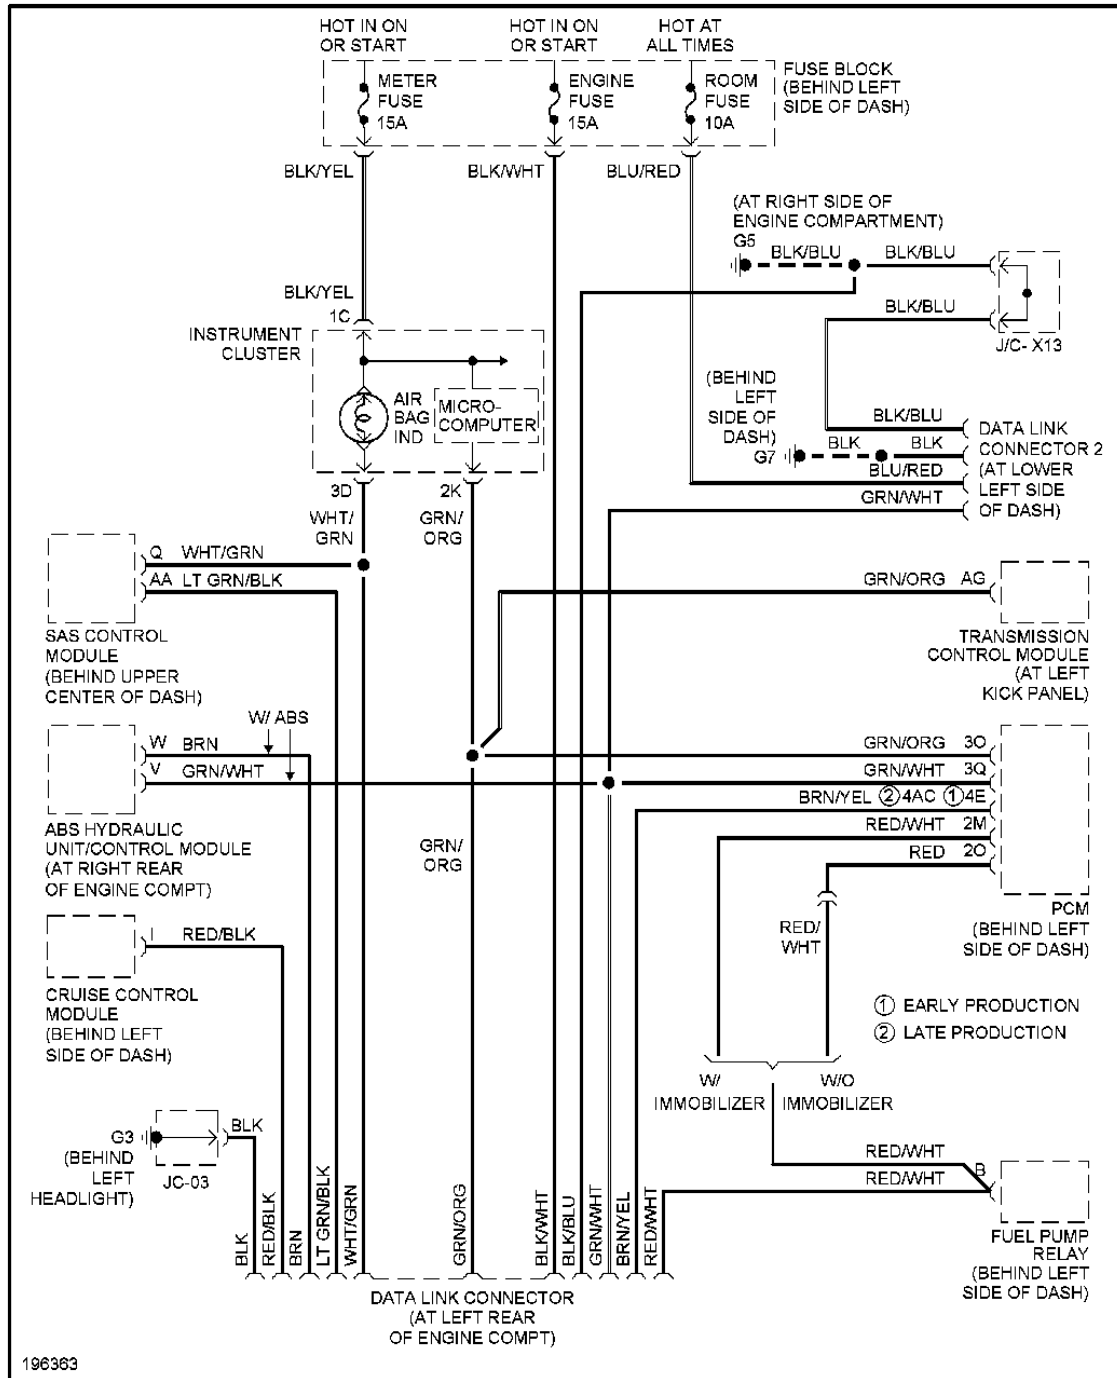 HOT IN ON
OR START
HOT IN ON
OR START
HOT AT
ALL TIMES
METER
FUSE
15A
ENGINE
FUSE
15A
ROOM
FUSE
10A
FUSE BLOCK
(BEHIND LEFT
SIDE OF DASH)
BLK/YEL
BLK/WHT
BLU/RED
(AT RIGHT SIDE OF
ENGINE COMPARTMENT)
G5
BLK/BLU
BLK/BLU
BLK/YEL
1C
BLK/BLU
J/C- X13
INSTRUMENT
CLUSTER
AIR
BAG
IND
MICRO-
COMPUTER
(BEHIND
LEFT
SIDE OF
DASH)
G7
BLK/BLU
BLK
BLK
BLU/RED
GRN/WHT
DATA LINK
CONNECTOR 2
(AT LOWER
LEFT SIDE
OF DASH)
3D
2K
WHT/
GRN
GRN/
ORG
Q WHT/GRN
AA LT GRN/BLK
SAS CONTROL
MODULE
(BEHIND UPPER
CENTER OF DASH)
GRN/ORG AG
TRANSMISSION
CONTROL MODULE
(AT LEFT
KICK PANEL)
W/ ABS
W BRN
V GRN/WHT
ABS HYDRAULIC
UNIT/CONTROL MODULE
(AT RIGHT REAR
OF ENGINE COMPT)
GRN/
ORG
GRN/ORG 3O
GRN/WHT 3Q
BRN/YEL ②4AC ①4E
RED/WHT 2M
RED 2O
RED/
WHT
PCM
(BEHIND LEFT
SIDE OF DASH)
I RED/BLK
CRUISE CONTROL
MODULE
(BEHIND LEFT
SIDE OF DASH)
① EARLY PRODUCTION
② LATE PRODUCTION
W/
IMMOBILIZER
W/O
IMMOBILIZER
G3
(BEHIND
LEFT
HEADLIGHT)
BLK
JC-03
RED/WHT
B
RED/WHT
FUEL PUMP
RELAY
(BEHIND LEFT
SIDE OF DASH)
BLK
RED/BLK
BRN
LT GRN/BLK
WHT/GRN
GRN/ORG
BLK/WHT
BLK/BLU
GRN/WHT
BRN/YEL
RED/WHT
DATA LINK CONNECTOR
(AT LEFT REAR
OF ENGINE COMPT)
196363